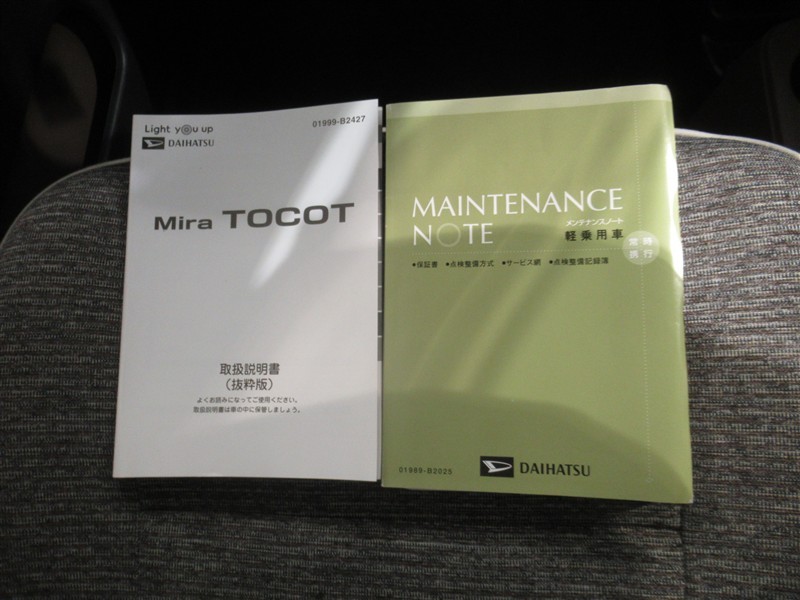 Light you up
DAIHATSU
01999-B2427
Mira TOCOT
取扱説明書
（抜粋版）
よくお読みになってご使用ください。
取扱説明書は車の中に保管しましょう。
MAINTENANCE
NOTE
メンテナンスノート
軽乗用車
常時
携行
●保証書 ●点検整備方式 ●サービス網 ●点検整備記録簿
01999-B2025
DAIHATSU